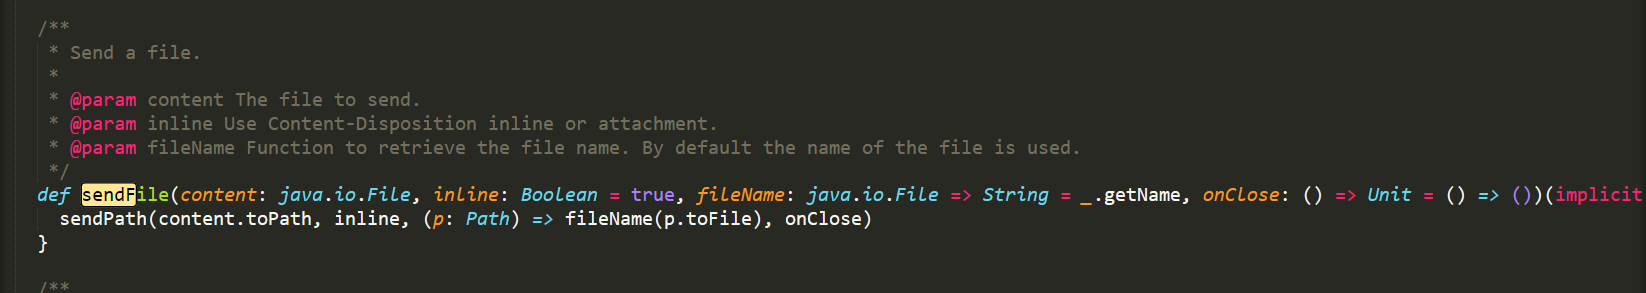 /**
 * Send a file.
 *
 * @param content The file to send.
 * @param inline Use Content-Disposition inline or attachment.
 * @param fileName Function to retrieve the file name. By default the name of the file is used.
 */
def sendFile(content: java.io.File, inline: Boolean = true, fileName: java.io.File => String = _.getName, onClose: () => Unit = () => ())(implicit
  sendPath(content.toPath, inline, (p: Path) => fileName(p.toFile), onClose)
}
/**